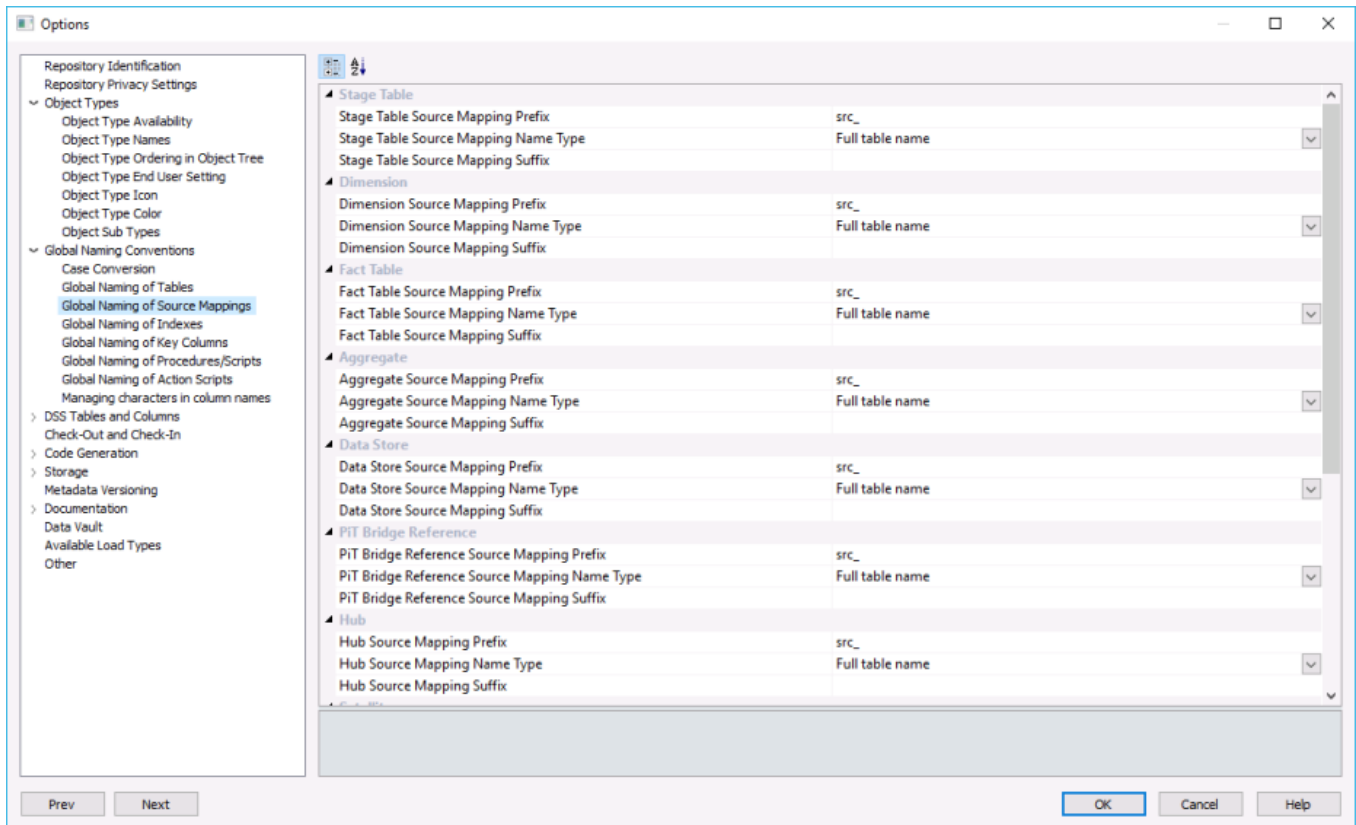 Options
Repository Identification
Repository Privacy Settings
Object Types
Object Type Availability
Object Type Names
Object Type Ordering in Object Tree
Object Type End User Setting
Object Type Icon
Object Type Color
Object Sub Types
Global Naming Conventions
Case Conversion
Global Naming of Tables
Global Naming of Source Mappings
Global Naming of Indexes
Global Naming of Key Columns
Global Naming of Procedures/Scripts
Global Naming of Action Scripts
Managing characters in column names
DSS Tables and Columns
Check-Out and Check-In
Code Generation
Storage
Metadata Versioning
Documentation
Data Vault
Available Load Types
Other
Stage Table
Stage Table Source Mapping Prefix src_
Stage Table Source Mapping Name Type Full table name
Stage Table Source Mapping Suffix
Dimension
Dimension Source Mapping Prefix src_
Dimension Source Mapping Name Type Full table name
Dimension Source Mapping Suffix
Fact Table
Fact Table Source Mapping Prefix src_
Fact Table Source Mapping Name Type Full table name
Fact Table Source Mapping Suffix
Aggregate
Aggregate Source Mapping Prefix src_
Aggregate Source Mapping Name Type Full table name
Aggregate Source Mapping Suffix
Data Store
Data Store Source Mapping Prefix src_
Data Store Source Mapping Name Type Full table name
Data Store Source Mapping Suffix
PiT Bridge Reference
PiT Bridge Reference Source Mapping Prefix src_
PiT Bridge Reference Source Mapping Name Type Full table name
PiT Bridge Reference Source Mapping Suffix
Hub
Hub Source Mapping Prefix src_
Hub Source Mapping Name Type Full table name
Hub Source Mapping Suffix
Prev Next OK Cancel Help